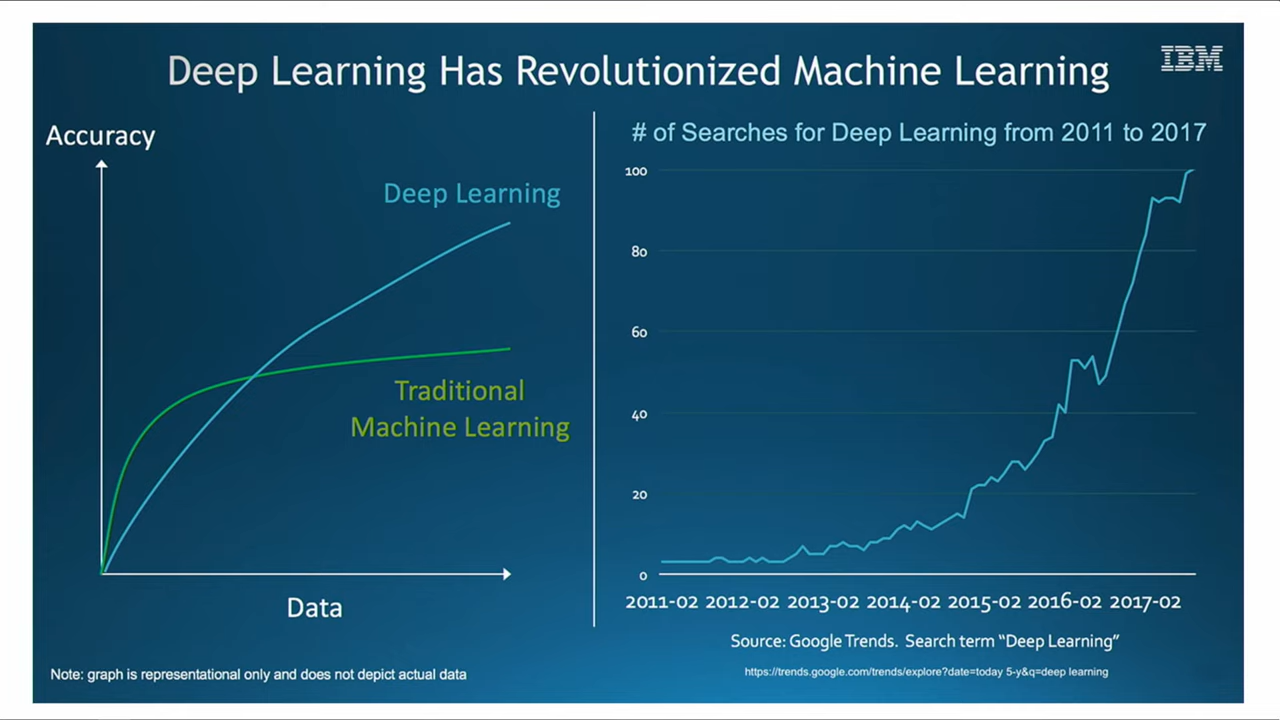 Deep Learning Has Revolutionized Machine Learning
IBM
Accuracy
Deep Learning
Traditional
Machine Learning
Data
Note: graph is representational only and does not depict actual data
# of Searches for Deep Learning from 2011 to 2017
100
80
60
40
20
0
2011-02 2012-02 2013-02 2014-02 2015-02 2016-02 2017-02
Source: Google Trends. Search term “Deep Learning”
https://trends.google.com/trends/explore?date=today 5-y&q=deep learning